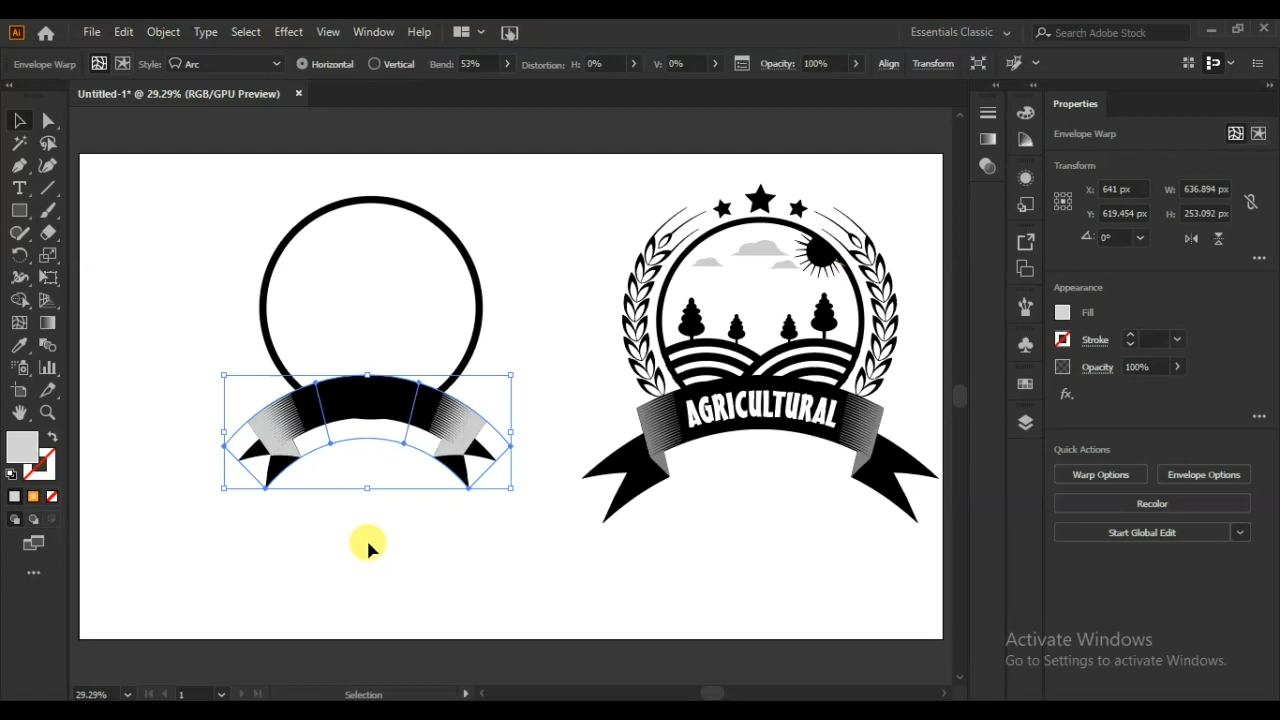 Ai File Edit Object Type Select Effect View Window Help Essentials Classic Search Adobe Stock
Envelope Warp Style: Arc Horizontal Vertical Bend: 53% Distortion: H: 0% V: 0% Opacity: 100% Align Transform
Untitled-1* @ 29.29% (RGB/GPU Preview) ×
Properties
Envelope Warp
Transform
X: 641 px W: 636.894 px
Y: 619.454 px H: 253.092 px
0°
Appearance
Fill
Stroke
Opacity 100%
fx.
Quick Actions
Warp Options Envelope Options
Recolor
Start Global Edit
AGRICULTURAL
T
Activate Windows
Go to Settings to activate Windows.
29.29% 1 Selection